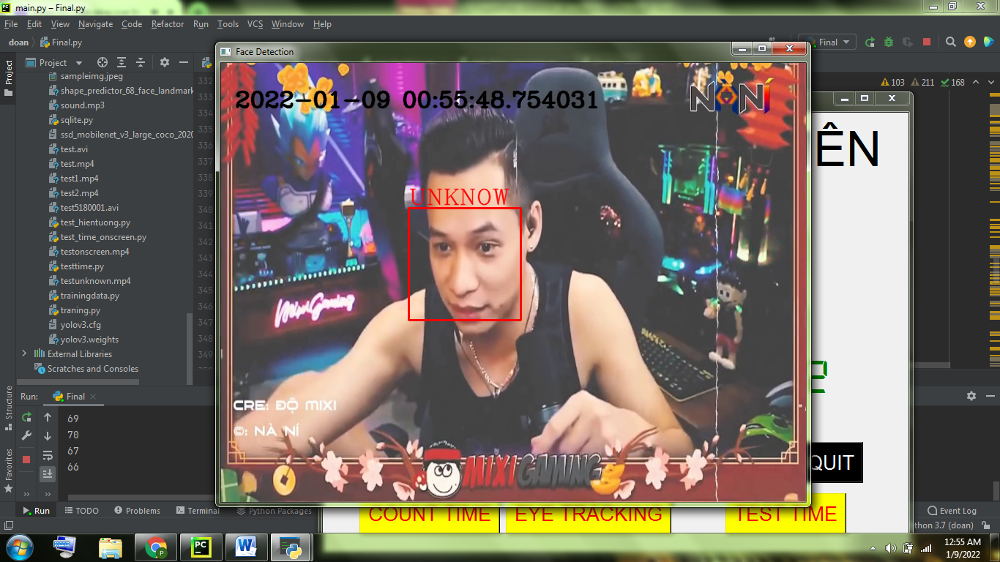 main.py – Final.py
File Edit View Navigate Code Refactor Run Tools VCS Window Help
doan Final.py
Final
Project
Project
103 211 168
sampleimg.jpeg
shape_predictor_68_face_landmark
sound.mp3
sqlite.py
ssd_mobilenet_v3_large_coco_2020
test.avi
test.mp4
test1.mp4
test2.mp4
test5180001.avi
test_hientuong.py
test_time_onscreen.py
testonscreen.mp4
testtime.py
testunknown.mp4
trainingdata.py
traning.py
yolov3.cfg
yolov3.weights
External Libraries
Scratches and Consoles
332
333
334
335
336
337
338
339
340
341
342
343
344
345
346
347
348
349
Face Detection
2022-01-09 00:55:48.754031
NÀ NÍ
UNKNOW
MixiGaming
CRE: ĐỘ MIXI
©: NÀ NÍ
MIXIGAMING
ÊN
QUIT
COUNT TIME EYE TRACKING TEST TIME
Structure
Favorites
Run: Final
69
70
67
66
Run TODO Problems Terminal Python Packages
Event Log
thon 3.7 (doan)
12:55 AM
1/9/2022